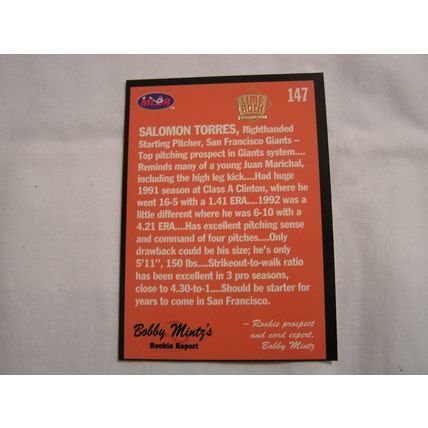 147
MLBR
LIME ROCK
SALOMON TORRES, Righthanded
Starting Pitcher, San Francisco Giants –
Top pitching prospect in Giants system....
Reminds many of a young Juan Marichal,
including the high leg kick....Had huge
1991 season at Class A Clinton, where he
went 16-5 with a 1.41 ERA....1992 was a
little different where he was 6-10 with a
4.21 ERA....Has excellent pitching sense
and command of four pitches....Only
drawback could be his size; he's only
5'11", 150 lbs....Strikeout-to-walk ratio
has been excellent in 3 pro seasons,
close to 4.30-to-1....Should be starter for
years to come in San Francisco.
Bobby Mintz's
Rookie Report
– Rookie prospect
and card expert,
Bobby Mintz